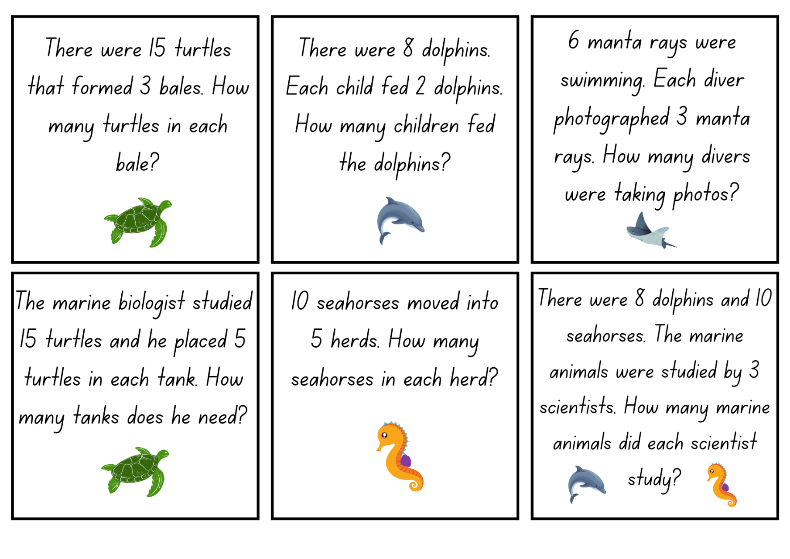 There were 15 turtles
that formed 3 bales. How
many turtles in each
bale?
There were 8 dolphins.
Each child fed 2 dolphins.
How many children fed
the dolphins?
6 manta rays were
swimming. Each diver
photographed 3 manta
rays. How many divers
were taking photos?
The marine biologist studied
15 turtles and he placed 5
turtles in each tank. How
many tanks does he need?
10 seahorses moved into
5 herds. How many
seahorses in each herd?
There were 8 dolphins and 10
seahorses. The marine
animals were studied by 3
scientists. How many marine
animals did each scientist
study?